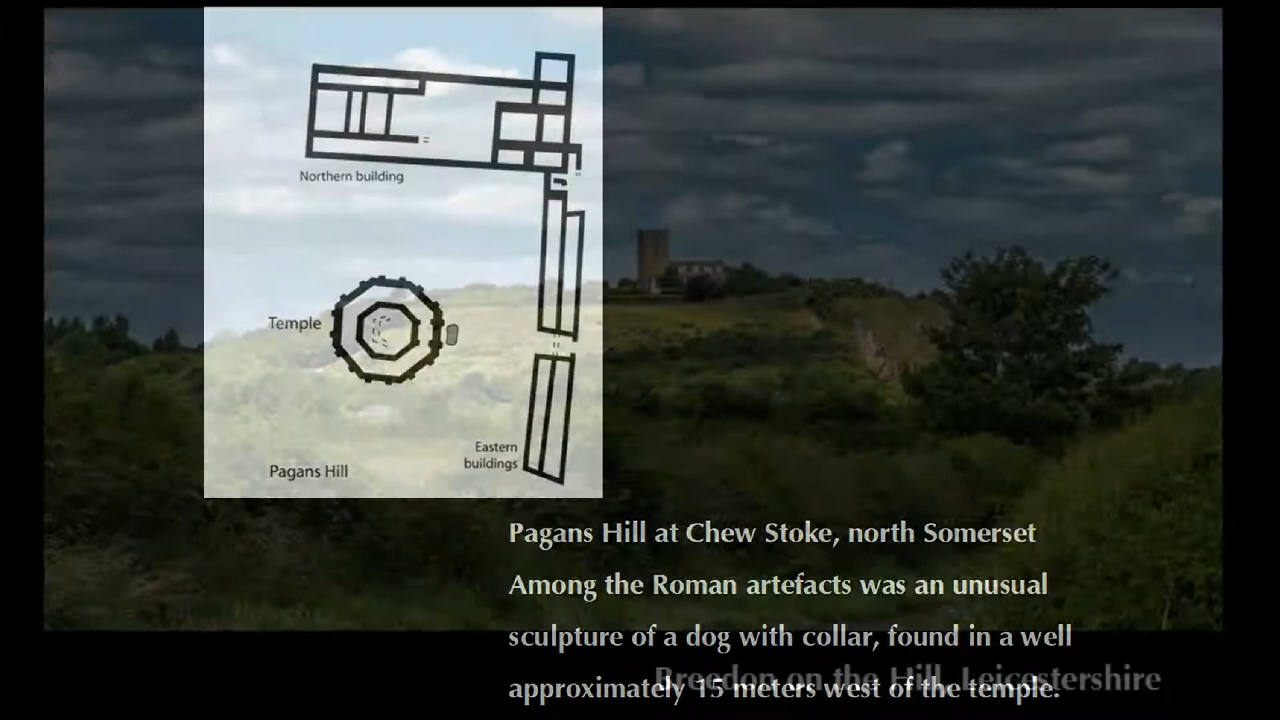 Northern building
Temple
Eastern
buildings
Pagans Hill
Pagans Hill at Chew Stoke, north Somerset
Among the Roman artefacts was an unusual
sculpture of a dog with collar, found in a well
approximately 15 meters west of the temple.
Breedon on the Hill, Leicestershire